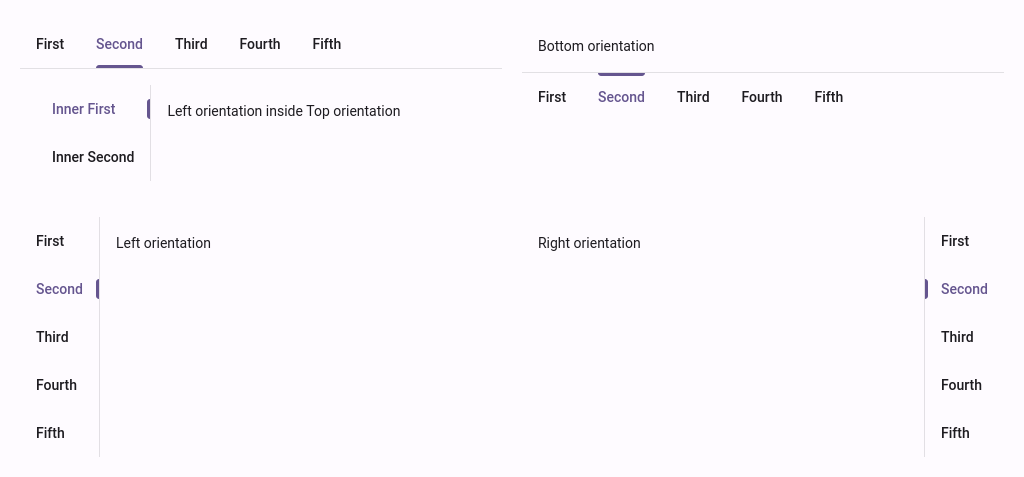 First Second Third Fourth Fifth
Inner First
Left orientation inside Top orientation
Inner Second
Bottom orientation
First Second Third Fourth Fifth
First
Second
Third
Fourth
Fifth
Left orientation
Right orientation
First
Second
Third
Fourth
Fifth